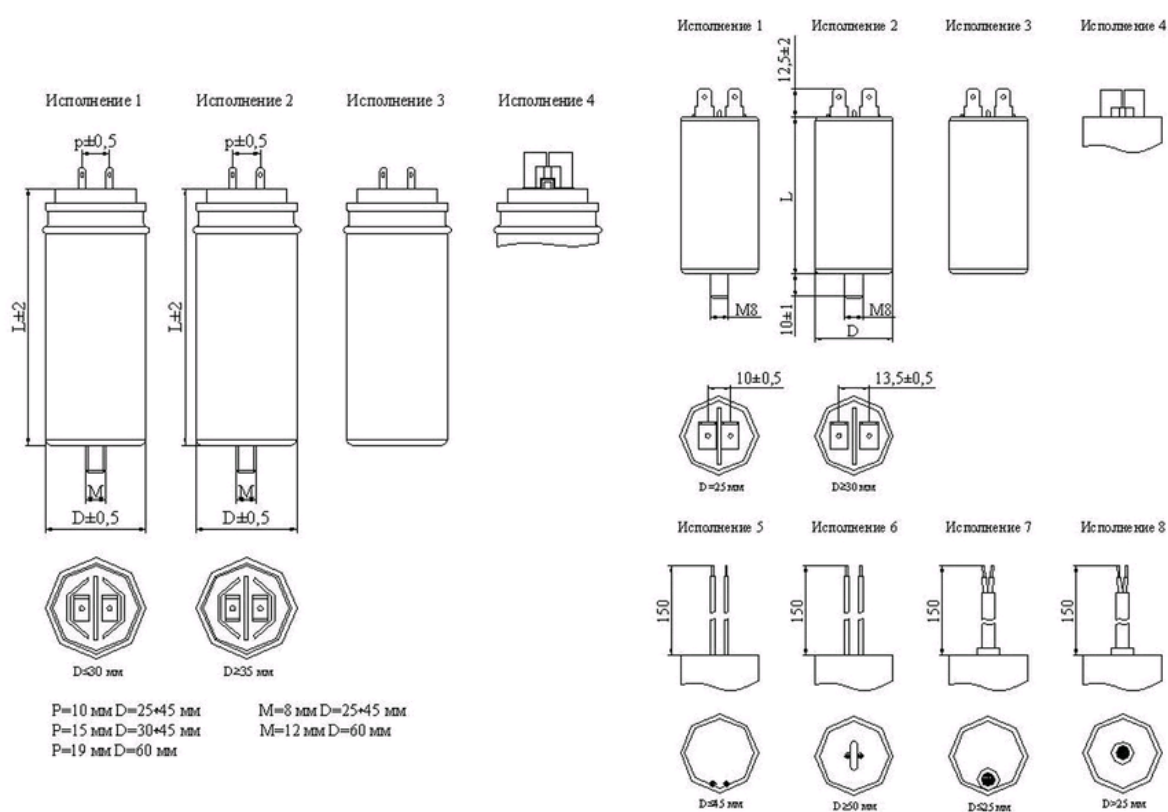 Исполнение 1
Исполнение 2
Исполнение 3
Исполнение 4
p±0,5
p±0,5
L±2
L±2
M
M
D±0,5
D±0,5
D≤30 мм
D≥35 мм
P=10 мм D=25÷45 мм
P=15 мм D=30÷45 мм
P=19 мм D=60 мм
M=8 мм D=25÷45 мм
M=12 мм D=60 мм
Исполнение 1
Исполнение 2
Исполнение 3
Исполнение 4
12,5±2
L
10±1
M8
M8
D
10±0,5
13,5±0,5
D=25 мм
D≥30 мм
Исполнение 5
Исполнение 6
Исполнение 7
Исполнение 8
150
150
150
150
D≤45 мм
D≥50 мм
D≤25 мм
D>25 мм